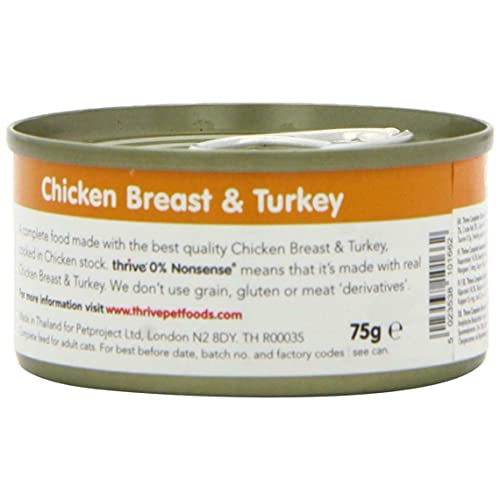 Chicken Breast & Turkey
A complete food made with the best quality Chicken Breast & Turkey,
cooked in Chicken stock. thrive 0% Nonsense® means that it's made with real
Chicken Breast & Turkey. We don't use grain, gluten or meat 'derivatives'.
For more information visit www.thrivepetfoods.com
Made in Thailand for Petproject Ltd, London N2 8DY. TH R00035
Complete feed for adult cats. For best before date, batch no. and factory codes | see can.
75g ℮
5 023538 101662